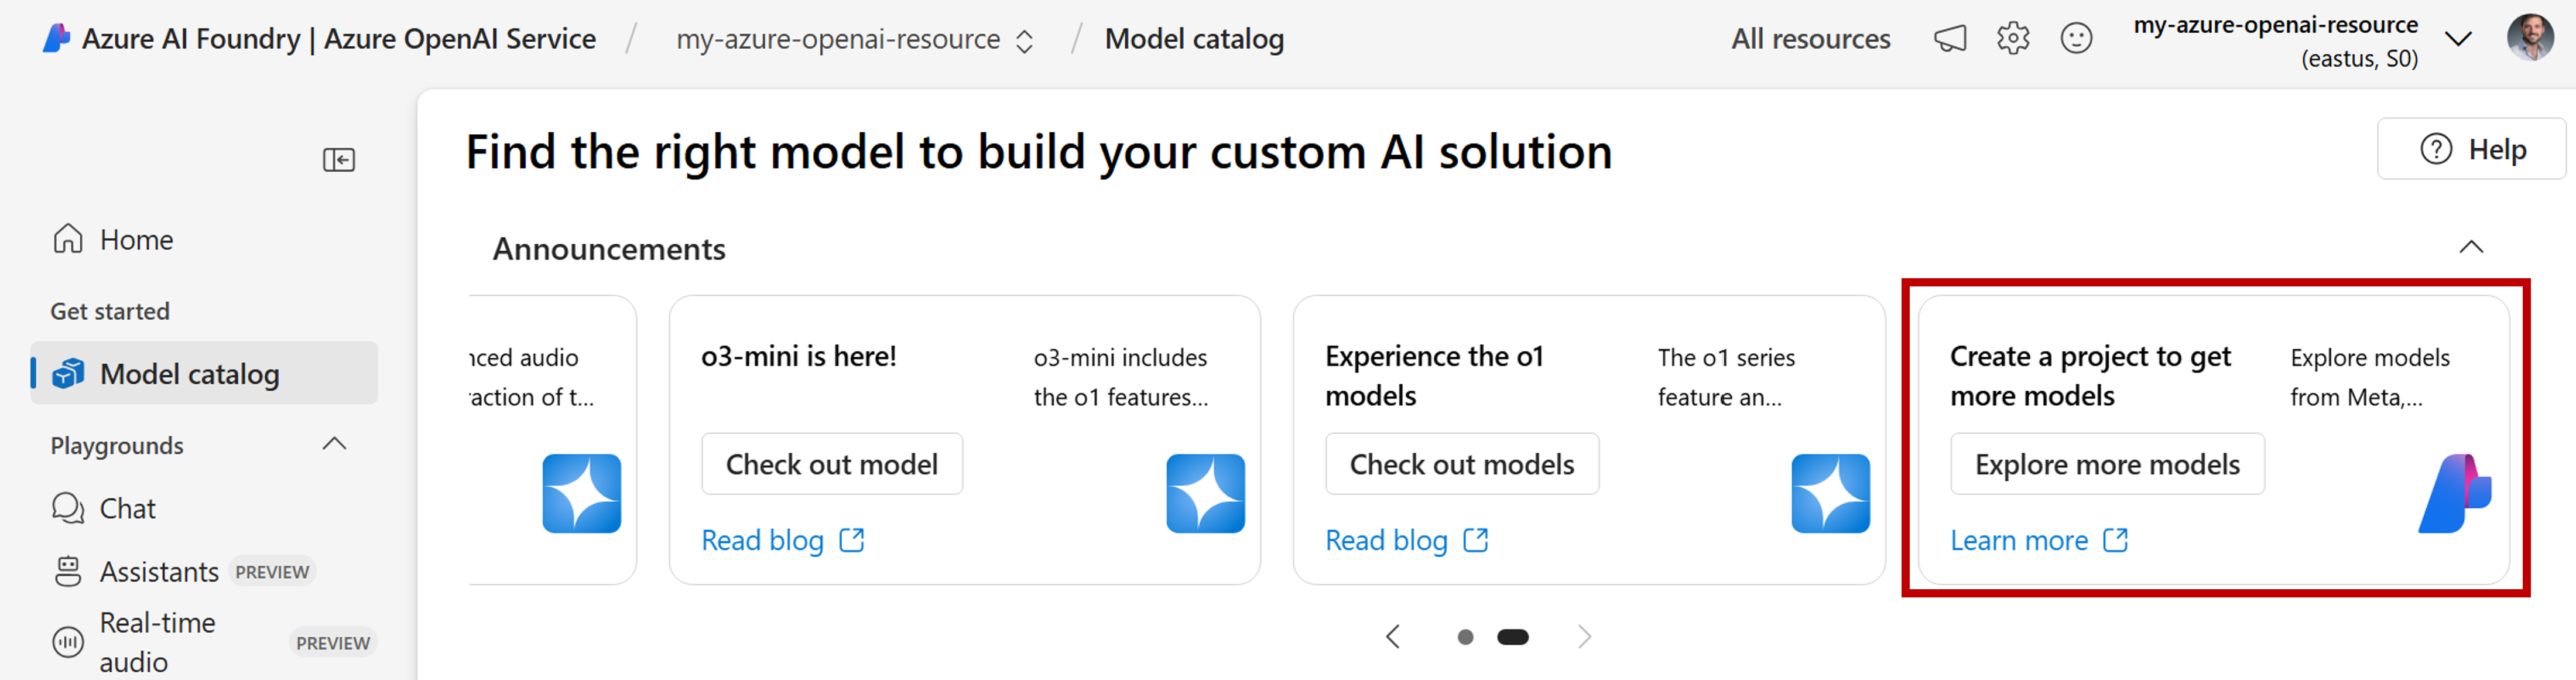 Azure AI Foundry | Azure OpenAI Service / my-azure-openai-resource / Model catalog
All resources
my-azure-openai-resource
(eastus, S0)
Home
Get started
Model catalog
Playgrounds
Chat
Assistants PREVIEW
Real-time audio PREVIEW
Find the right model to build your custom AI solution
Help
Announcements
audio
of t...
o3-mini is here!
o3-mini includes
the o1 features...
Check out model
Read blog
Experience the o1
models
The o1 series
feature an...
Check out models
Read blog
Create a project to get
more models
Explore models
from Meta,...
Explore more models
Learn more